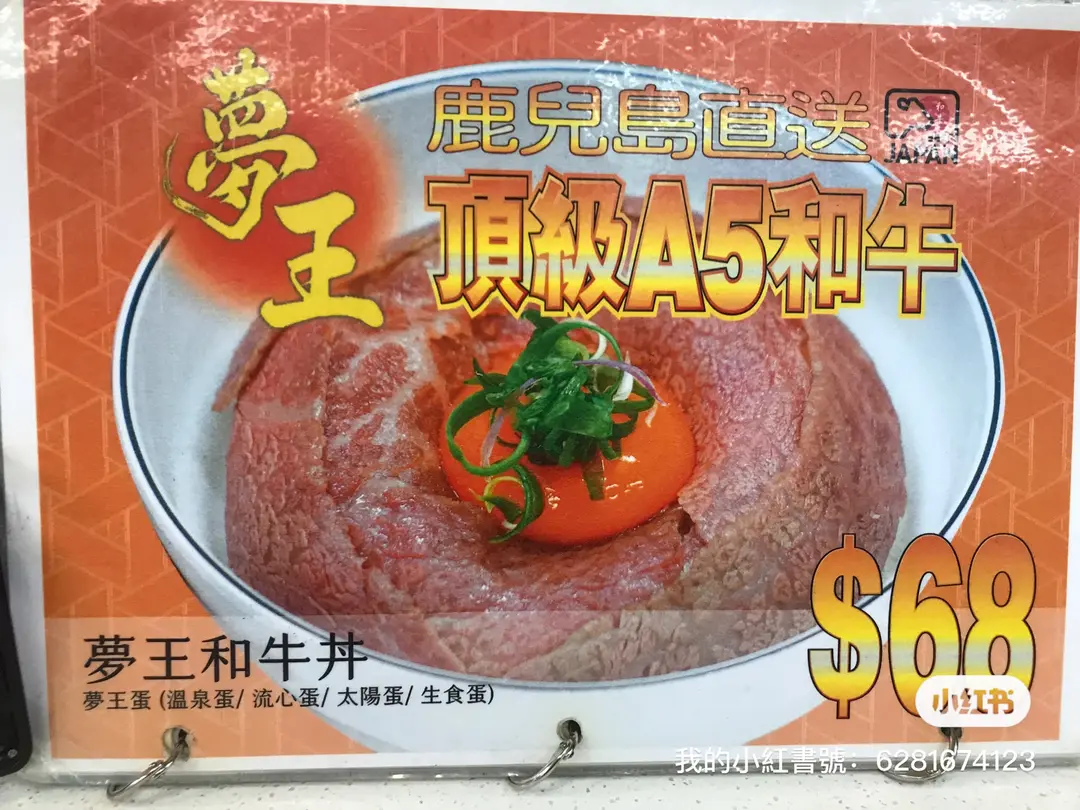 夢王
鹿兒島直送
和牛
JAPAN
頂級A5和牛
$68
夢王和牛丼
夢王蛋 (溫泉蛋/ 流心蛋/ 太陽蛋/ 生食蛋)
小红书
我的小紅書號：6281674123